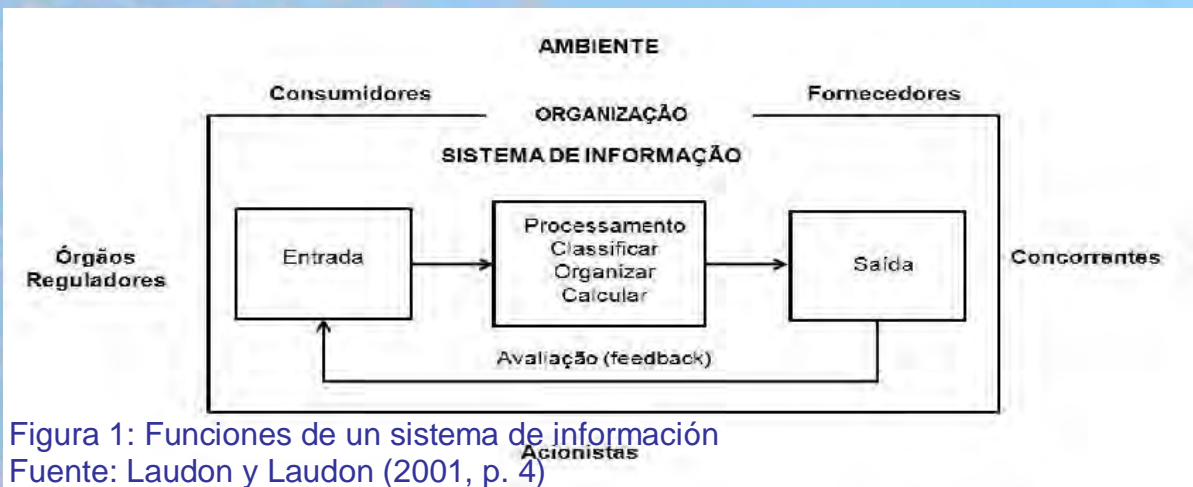 AMBIENTE
Consumidores
Fornecedores
ORGANIZAÇÃO
SISTEMA DE INFORMAÇÃO
Órgãos
Reguladores
Entrada
Processamento
Classificar
Organizar
Calcular
Saída
Concorrentes
Avaliação (feedback)
Acionistas
Figura 1: Funciones de un sistema de información
Fuente: Laudon y Laudon (2001, p. 4)